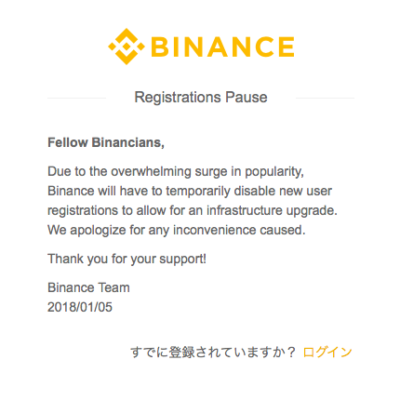 BINANCE
Registrations Pause
Fellow Binancians,
Due to the overwhelming surge in popularity,
Binance will have to temporarily disable new user
registrations to allow for an infrastructure upgrade.
We apologize for any inconvenience caused.
Thank you for your support!
Binance Team
2018/01/05
すでに登録されていますか？ ログイン